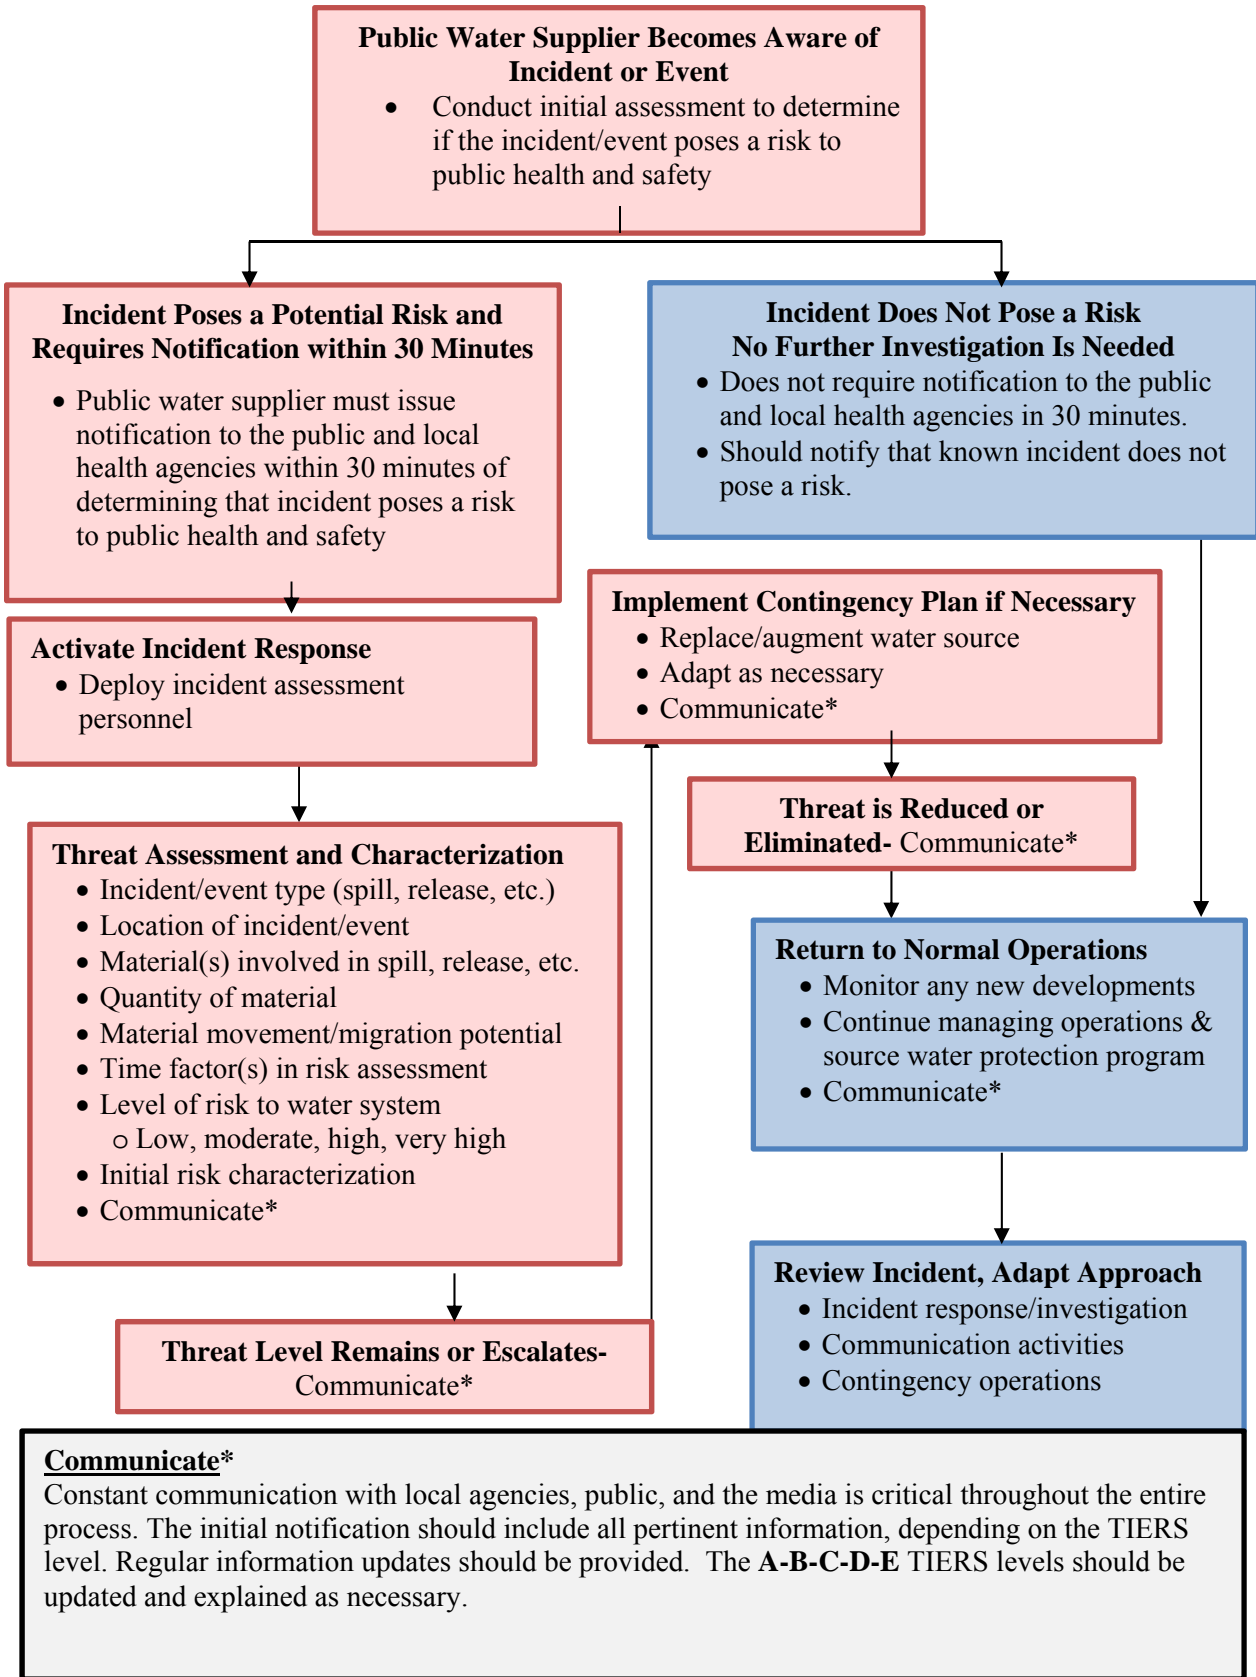 Public Water Supplier Becomes Aware of
Incident or Event
• Conduct initial assessment to determine
if the incident/event poses a risk to
public health and safety
Incident Poses a Potential Risk and
Requires Notification within 30 Minutes
• Public water supplier must issue
notification to the public and local
health agencies within 30 minutes of
determining that incident poses a risk
to public health and safety
Incident Does Not Pose a Risk
No Further Investigation Is Needed
• Does not require notification to the public
and local health agencies in 30 minutes.
• Should notify that known incident does not
pose a risk.
Activate Incident Response
• Deploy incident assessment
personnel
Threat Assessment and Characterization
• Incident/event type (spill, release, etc.)
• Location of incident/event
• Material(s) involved in spill, release, etc.
• Quantity of material
• Material movement/migration potential
• Time factor(s) in risk assessment
• Level of risk to water system
o Low, moderate, high, very high
• Initial risk characterization
• Communicate*
Threat Level Remains or Escalates-
Communicate*
Implement Contingency Plan if Necessary
• Replace/augment water source
• Adapt as necessary
• Communicate*
Threat is Reduced or
Eliminated- Communicate*
Return to Normal Operations
• Monitor any new developments
• Continue managing operations &
source water protection program
• Communicate*
Review Incident, Adapt Approach
• Incident response/investigation
• Communication activities
• Contingency operations
Communicate*
Constant communication with local agencies, public, and the media is critical throughout the entire
process. The initial notification should include all pertinent information, depending on the TIERS
level. Regular information updates should be provided.  The A-B-C-D-E TIERS levels should be
updated and explained as necessary.